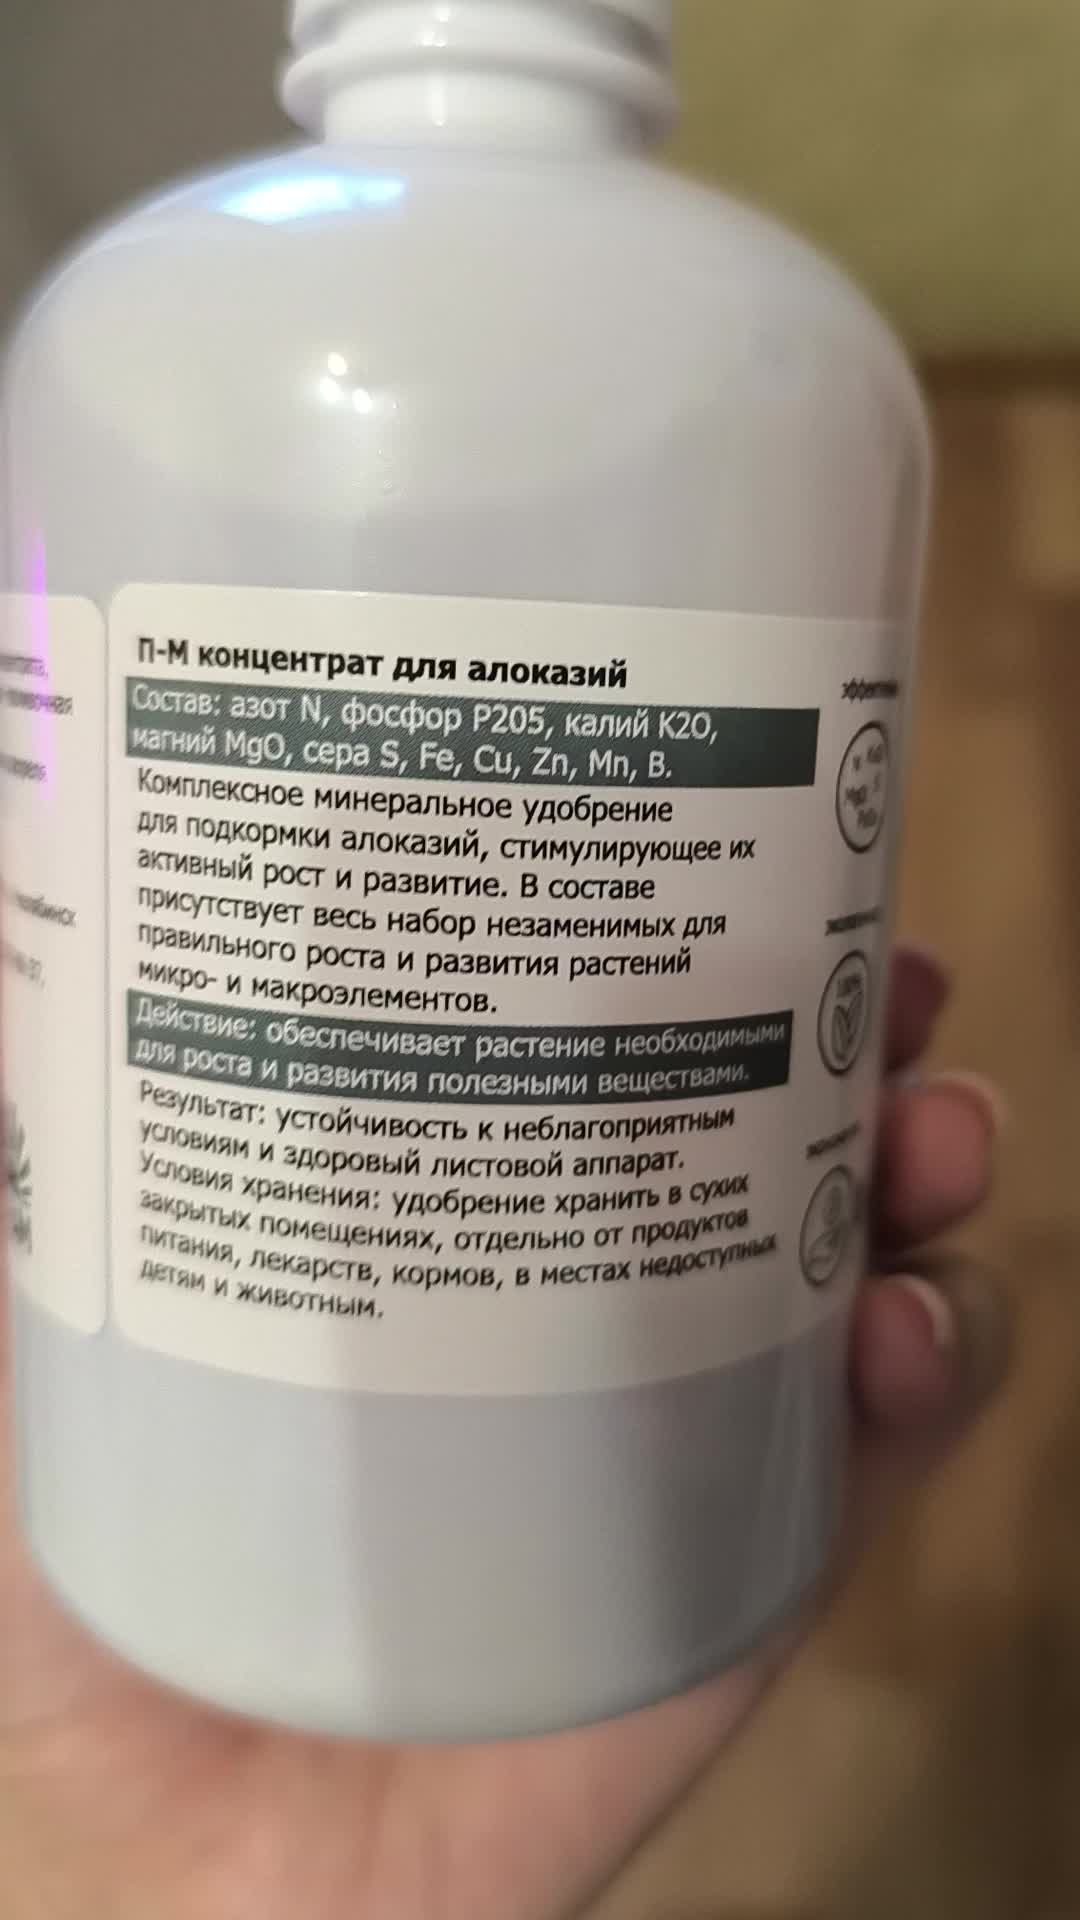 П-М концентрат для алоказий
Состав: азот N, фосфор P205, калий K2O,
магний MgO, сера S, Fe, Cu, Zn, Mn, B.
Комплексное минеральное удобрение
для подкормки алоказий, стимулирующее их
активный рост и развитие. В составе
присутствует весь набор незаменимых для
правильного роста и развития растений
микро- и макроэлементов.
Действие: обеспечивает растение необходимыми
для роста и развития полезными веществами.
Результат: устойчивость к неблагоприятным
условиям и здоровый листовой аппарат.
Условия хранения: удобрение хранить в сухих
закрытых помещениях, отдельно от продуктов
питания, лекарств, кормов, в местах недоступных
детям и животным.
MgO
S
100%